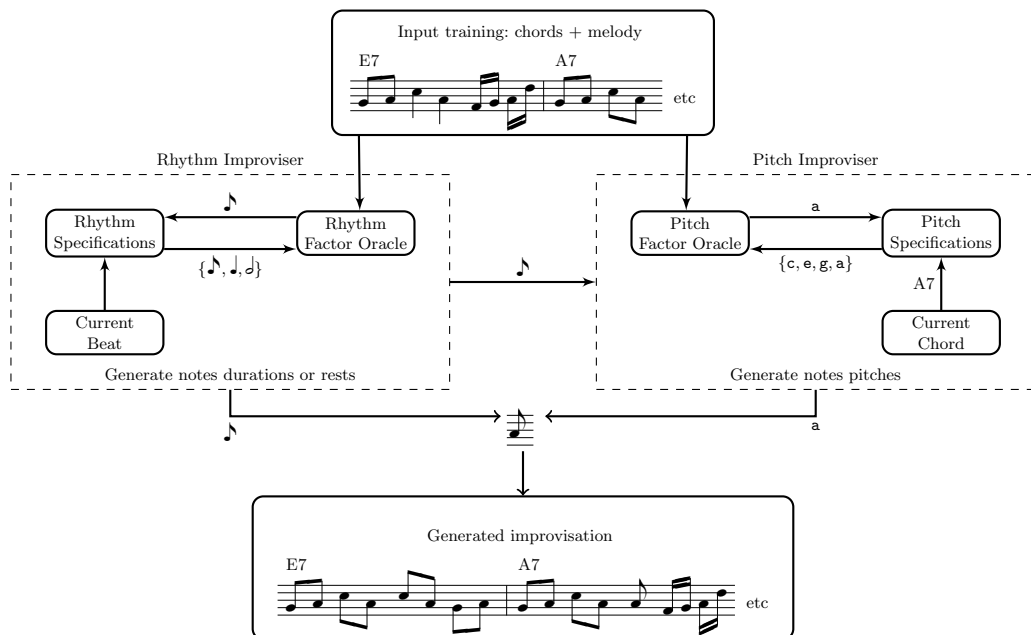 Input training: chords + melody
E7 A7
etc
Rhythm Improviser
Pitch Improviser
Rhythm
Specifications
Rhythm
Factor Oracle
{♪, ♩, 𝅗𝅥}
Current
Beat
Generate notes durations or rests
Pitch
Factor Oracle
a
{c, e, g, a}
Pitch
Specifications
A7
Current
Chord
Generate notes pitches
a
Generated improvisation
E7 A7
etc